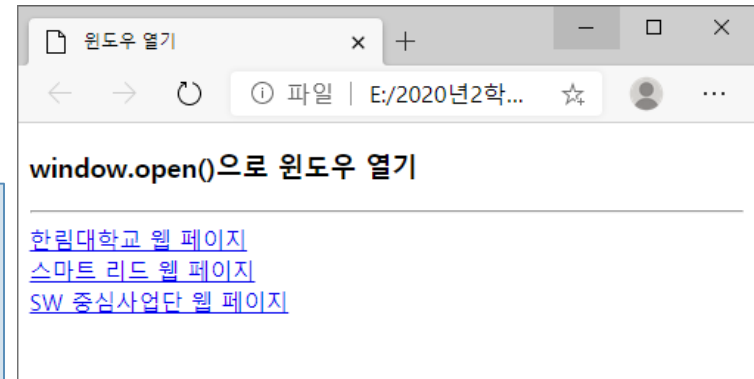 윈도우 열기
파일 | E:/2020년2학...
window.open()으로 윈도우 열기
한림대학교 웹 페이지
스마트 리드 웹 페이지
SW 중심사업단 웹 페이지